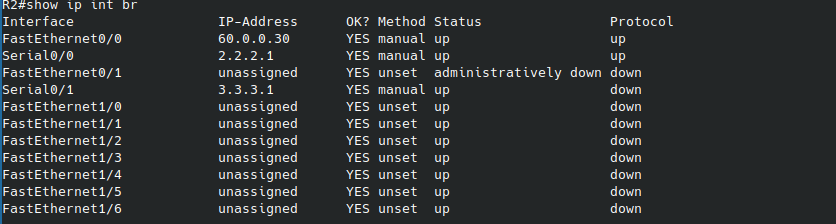 R2#show ip int br
Interface                  IP-Address      OK? Method Status                Protocol
FastEthernet0/0            60.0.0.30       YES manual up                    up
Serial0/0                  2.2.2.1         YES manual up                    up
FastEthernet0/1            unassigned      YES unset  administratively down down
Serial0/1                  3.3.3.1         YES manual up                    down
FastEthernet1/0            unassigned      YES unset  up                    down
FastEthernet1/1            unassigned      YES unset  up                    down
FastEthernet1/2            unassigned      YES unset  up                    down
FastEthernet1/3            unassigned      YES unset  up                    down
FastEthernet1/4            unassigned      YES unset  up                    down
FastEthernet1/5            unassigned      YES unset  up                    down
FastEthernet1/6            unassigned      YES unset  up                    down